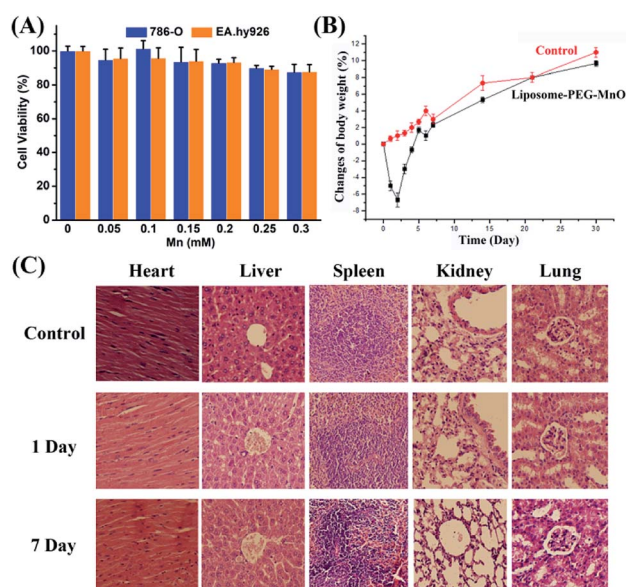 (A)
786-O EA.hy926
Cell Viability (%)
120
100
80
60
40
20
0
0 0.05 0.1 0.15 0.2 0.25 0.3
Mn (mM)
(B)
Control
Liposome-PEG-MnO
Changes of body weight (%)
12
10
8
6
4
2
0
-2
-4
-6
-8
0 5 10 15 20 25 30
Time (Day)
(C)
Heart Liver Spleen Kidney Lung
Control
1 Day
7 Day